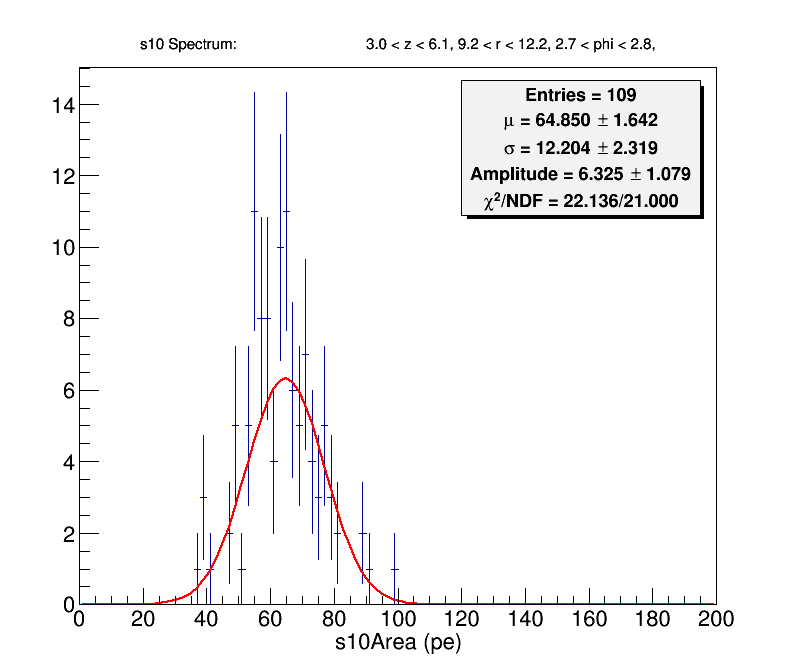 s10 Spectrum: 3.0 < z < 6.1, 9.2 < r < 12.2, 2.7 < phi < 2.8,
Entries = 109
μ = 64.850 ± 1.642
σ = 12.204 ± 2.319
Amplitude = 6.325 ± 1.079
χ²/NDF = 22.136/21.000
14
12
10
8
6
4
2
0
0 20 40 60 80 100 120 140 160 180 200
s10Area (pe)